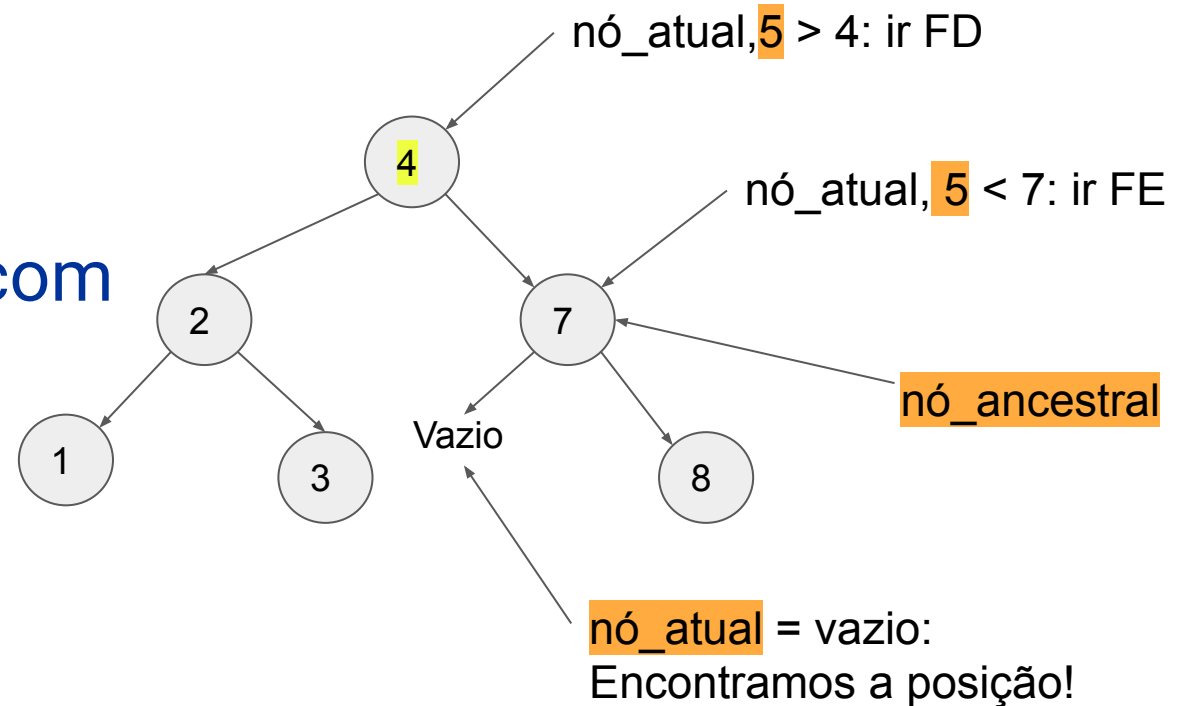 nó_atual,5 > 4: ir FD
4
nó_atual, 5 < 7: ir FE
com
2
7
nó_ancestral
Vazio
1
3
8
nó_atual = vazio:
Encontramos a posição!